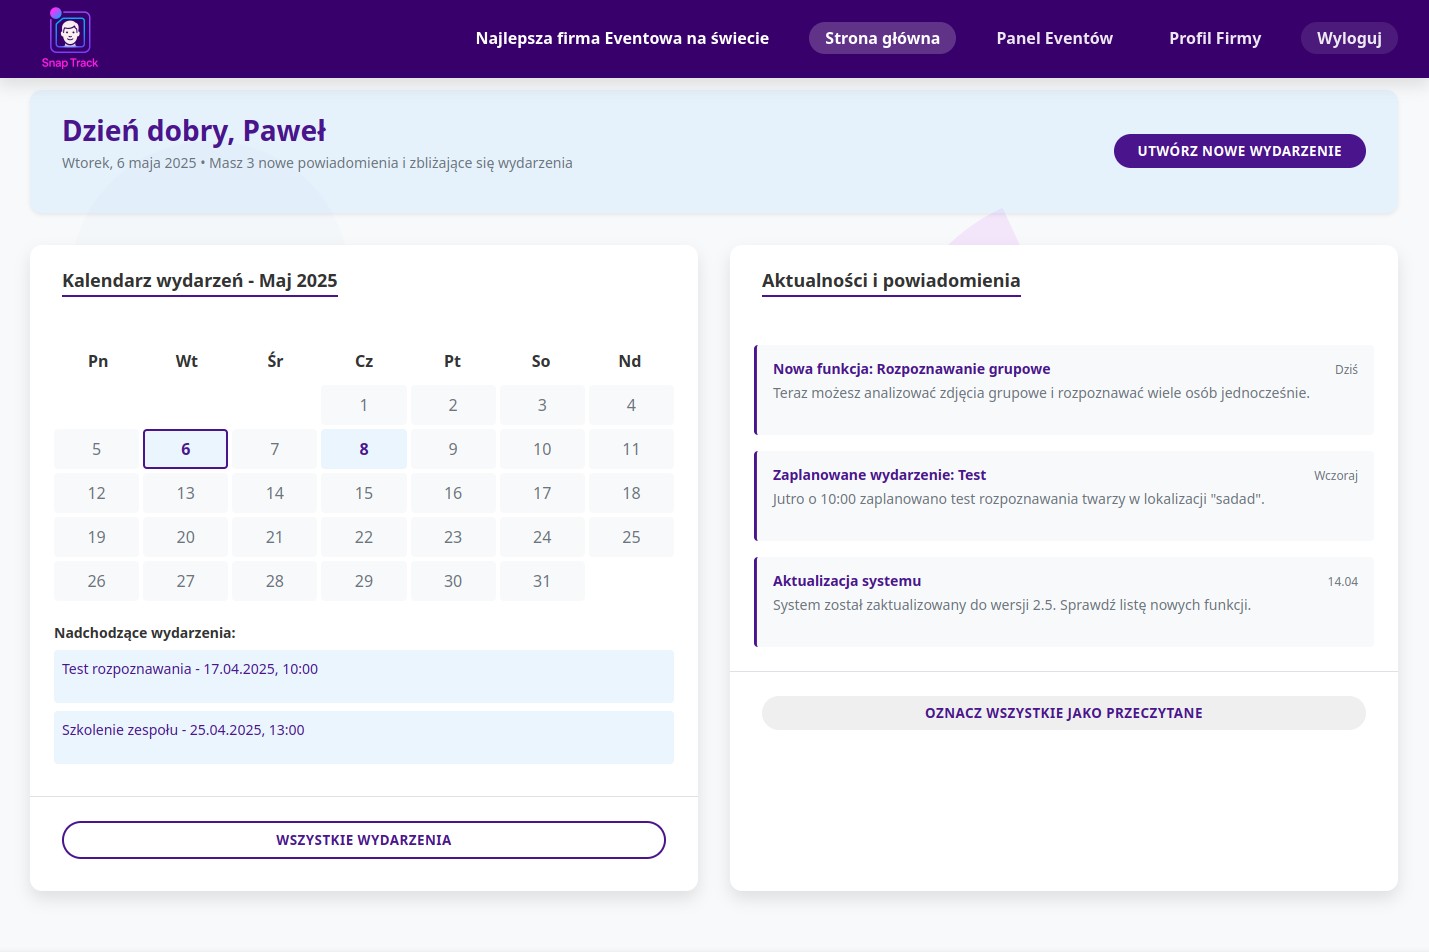 Snap Track
Najlepsza firma Eventowa na świecie
Strona główna
Panel Eventów
Profil Firmy
Wyloguj
Dzień dobry, Paweł
Wtorek, 6 maja 2025 • Masz 3 nowe powiadomienia i zbliżające się wydarzenia
UTWÓRZ NOWE WYDARZENIE
Kalendarz wydarzeń - Maj 2025
Pn Wt Śr Cz Pt So Nd
1 2 3 4
5 6 7 8 9 10 11
12 13 14 15 16 17 18
19 20 21 22 23 24 25
26 27 28 29 30 31
Nadchodzące wydarzenia:
Test rozpoznawania - 17.04.2025, 10:00
Szkolenie zespołu - 25.04.2025, 13:00
WSZYSTKIE WYDARZENIA
Aktualności i powiadomienia
Nowa funkcja: Rozpoznawanie grupowe Dziś
Teraz możesz analizować zdjęcia grupowe i rozpoznawać wiele osób jednocześnie.
Zaplanowane wydarzenie: Test Wczoraj
Jutro o 10:00 zaplanowano test rozpoznawania twarzy w lokalizacji "sadad".
Aktualizacja systemu 14.04
System został zaktualizowany do wersji 2.5. Sprawdź listę nowych funkcji.
OZNACZ WSZYSTKIE JAKO PRZECZYTANE